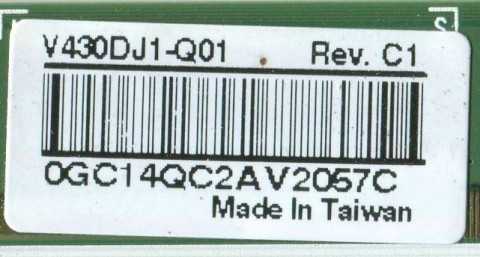 V430DJ1-Q01 Rev. C1
0GC14QC2AV2057C
Made In Taiwan